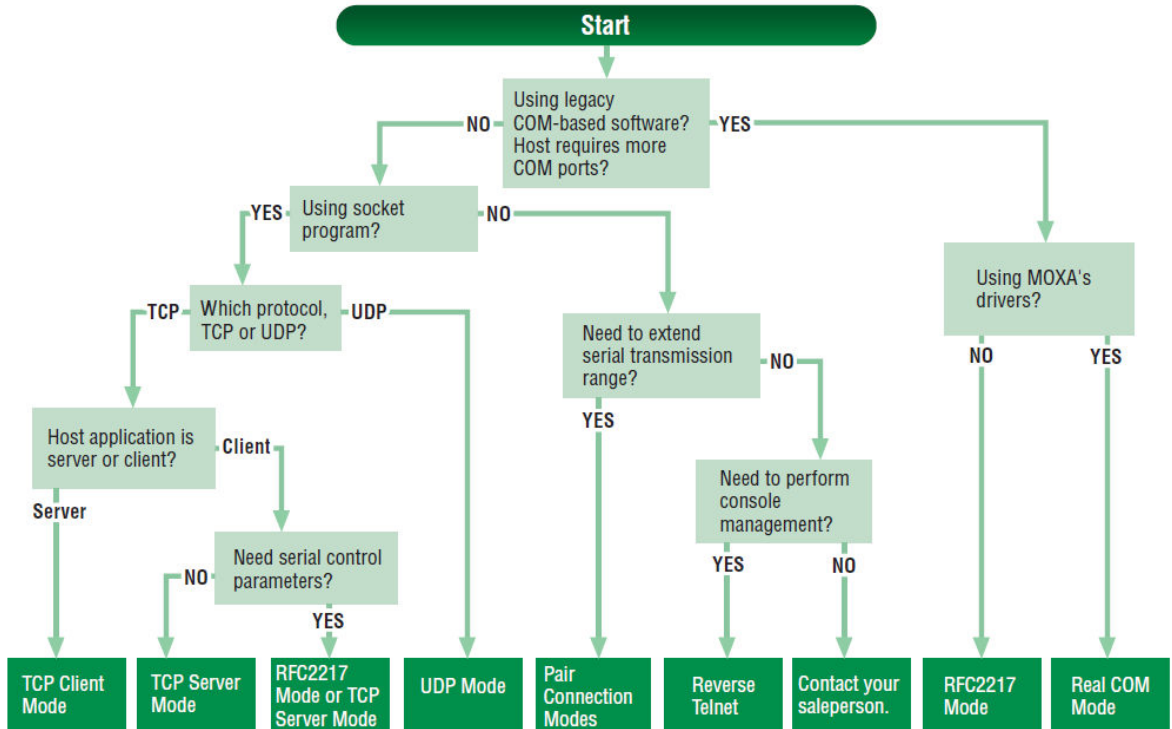 Start
Using legacy
COM-based software?
Host requires more
COM ports?
NO
YES
Using socket
program?
YES
NO
Using MOXA's
drivers?
Which protocol,
TCP or UDP?
TCP
UDP
Need to extend
serial transmission
range?
NO
YES
NO
YES
Host application is
server or client?
Client
Server
Need to perform
console
management?
YES
NO
Need serial control
parameters?
NO
YES
TCP Client
Mode
TCP Server
Mode
RFC2217
Mode or TCP
Server Mode
UDP Mode
Pair
Connection
Modes
Reverse
Telnet
Contact your
saleperson.
RFC2217
Mode
Real COM
Mode